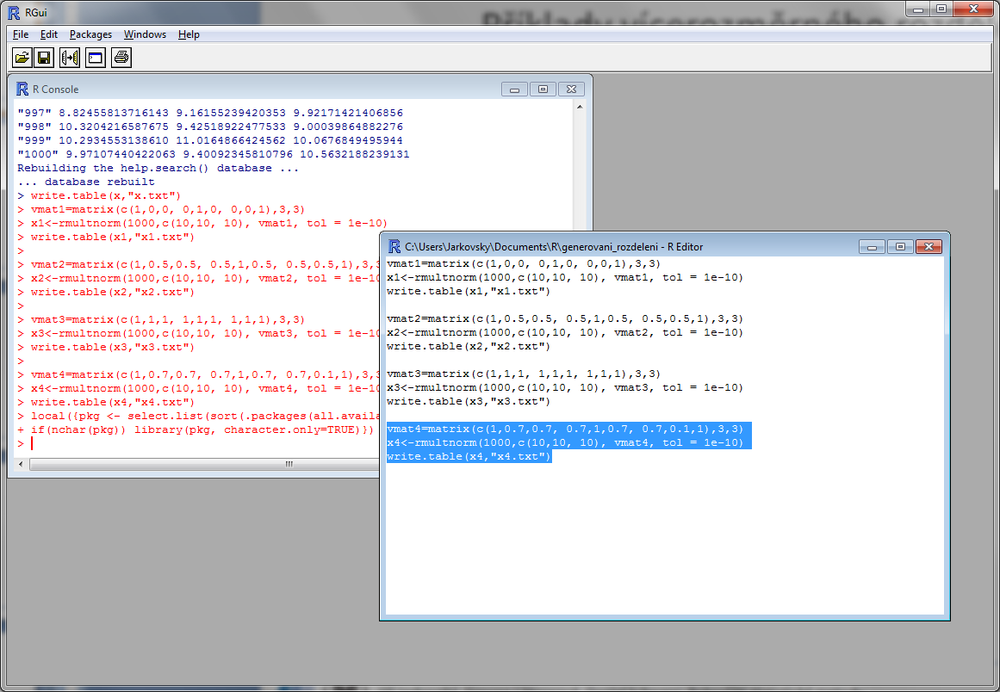 RGui
Příklady vícerozměrného rozděl
File Edit Packages Windows Help
R Console
"997" 8.82455813716143 9.16155239420353 9.92171421406856
"998" 10.3204216587675 9.42518922477533 9.00039864882276
"999" 10.2934553138610 11.0164866424562 10.0676849495944
"1000" 9.97107440422063 9.40092345810796 10.5632188239131
Rebuilding the help.search() database ...
... database rebuilt
> write.table(x,"x.txt")
> vmat1=matrix(c(1,0,0, 0,1,0, 0,0,1),3,3)
> x1<-rmultnorm(1000,c(10,10, 10), vmat1, tol = 1e-10)
> write.table(x1,"x1.txt")
>
> vmat2=matrix(c(1,0.5,0.5, 0.5,1,0.5, 0.5,0.5,1),3,3
> x2<-rmultnorm(1000,c(10,10, 10), vmat2, tol = 1e-10
> write.table(x2,"x2.txt")
>
> vmat3=matrix(c(1,1,1, 1,1,1, 1,1,1),3,3)
> x3<-rmultnorm(1000,c(10,10, 10), vmat3, tol = 1e-10
> write.table(x3,"x3.txt")
>
> vmat4=matrix(c(1,0.7,0.7, 0.7,1,0.7, 0.7,0.1,1),3,3
> x4<-rmultnorm(1000,c(10,10, 10), vmat4, tol = 1e-10
> write.table(x4,"x4.txt")
> local({pkg <- select.list(sort(.packages(all.availa
+ if(nchar(pkg)) library(pkg, character.only=TRUE)})
>
C:\Users\Jarkovsky\Documents\R\generovani_rozdeleni - R Editor
vmat1=matrix(c(1,0,0, 0,1,0, 0,0,1),3,3)
x1<-rmultnorm(1000,c(10,10, 10), vmat1, tol = 1e-10)
write.table(x1,"x1.txt")
vmat2=matrix(c(1,0.5,0.5, 0.5,1,0.5, 0.5,0.5,1),3,3)
x2<-rmultnorm(1000,c(10,10, 10), vmat2, tol = 1e-10)
write.table(x2,"x2.txt")
vmat3=matrix(c(1,1,1, 1,1,1, 1,1,1),3,3)
x3<-rmultnorm(1000,c(10,10, 10), vmat3, tol = 1e-10)
write.table(x3,"x3.txt")
vmat4=matrix(c(1,0.7,0.7, 0.7,1,0.7, 0.7,0.1,1),3,3)
x4<-rmultnorm(1000,c(10,10, 10), vmat4, tol = 1e-10)
write.table(x4,"x4.txt")